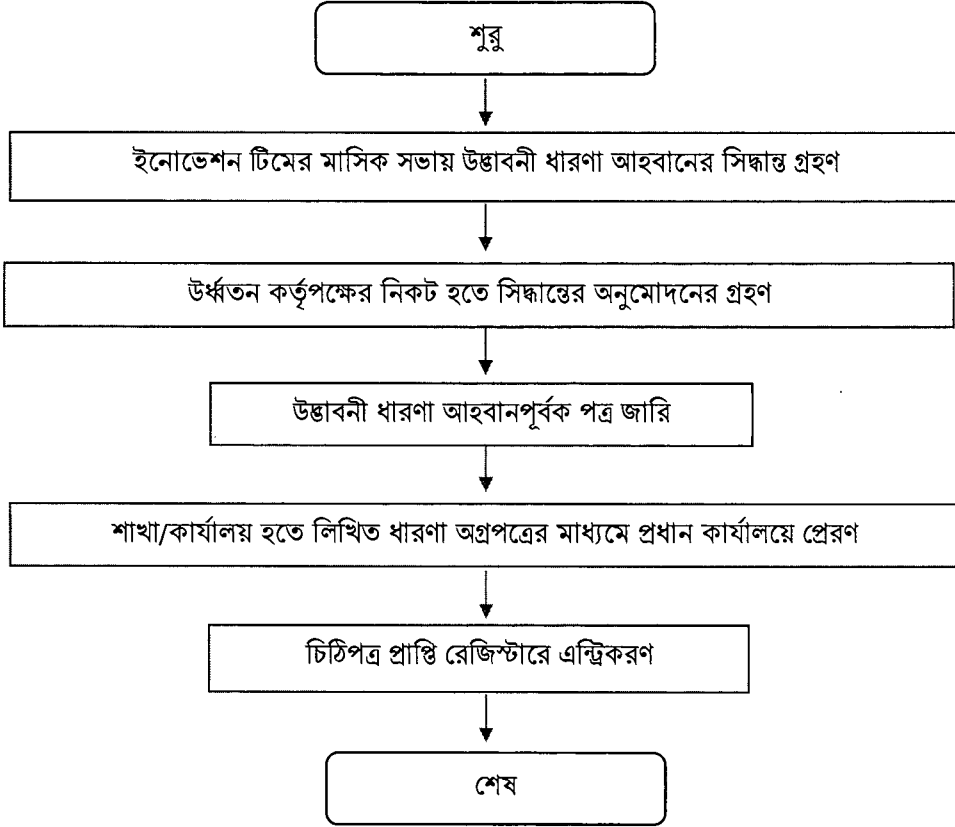 শুরু
ইনোভেশন টিমের মাসিক সভায় উদ্ভাবনী ধারণা আহবানের সিদ্ধান্ত গ্রহণ
উর্ধ্বতন কর্তৃপক্ষের নিকট হতে সিদ্ধান্তের অনুমোদনের গ্রহণ
উদ্ভাবনী ধারণা আহবানপূর্বক পত্র জারি
শাখা/কার্যালয় হতে লিখিত ধারণা অগ্রপত্রের মাধ্যমে প্রধান কার্যালয়ে প্রেরণ
চিঠিপত্র প্রাপ্তি রেজিস্টারে এন্ট্রিকরণ
শেষ